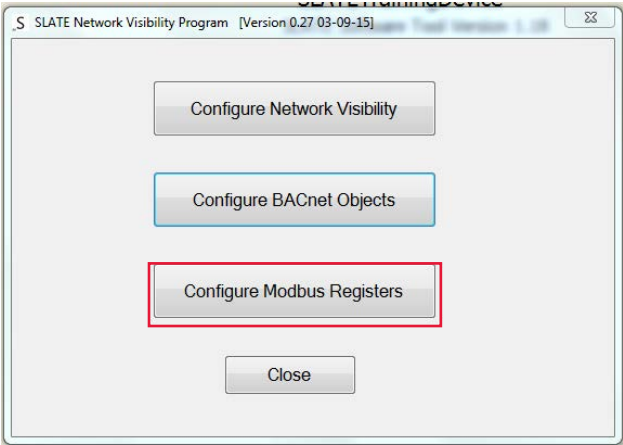 SLATETrainingDevice
S SLATE Network Visibility Program [Version 0.27 03-09-15]
Configure Network Visibility
Configure BACnet Objects
Configure Modbus Registers
Close